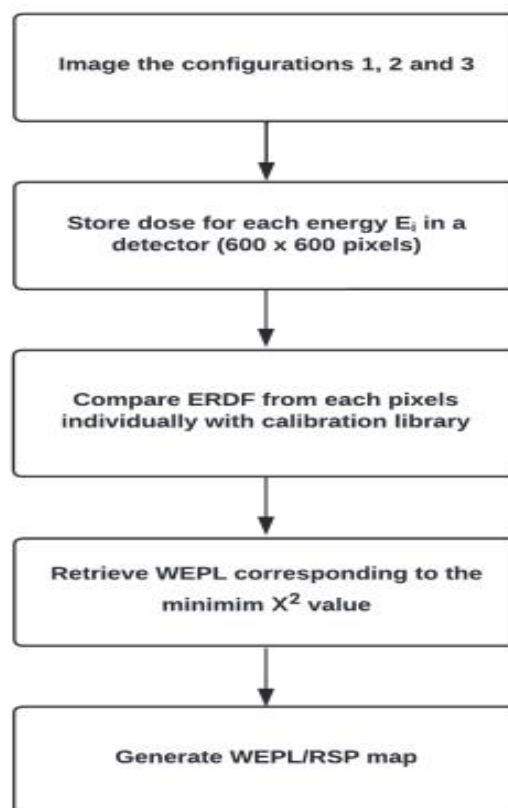 Image the configurations 1, 2 and 3
Store dose for each energy Eᵢ in a
detector (600 x 600 pixels)
Compare ERDF from each pixels
individually with calibration library
Retrieve WEPL corresponding to the
minimim X² value
Generate WEPL/RSP map